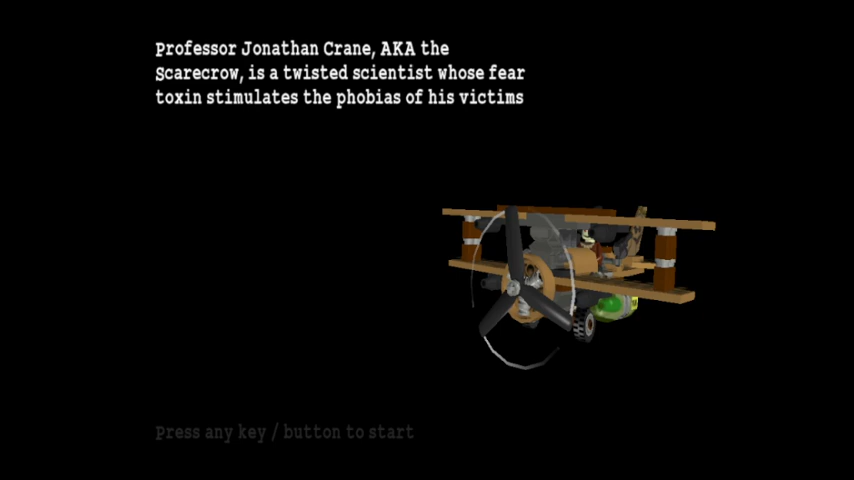 Professor Jonathan Crane, AKA the
Scarecrow, is a twisted scientist whose fear
toxin stimulates the phobias of his victims
Press any key / button to start